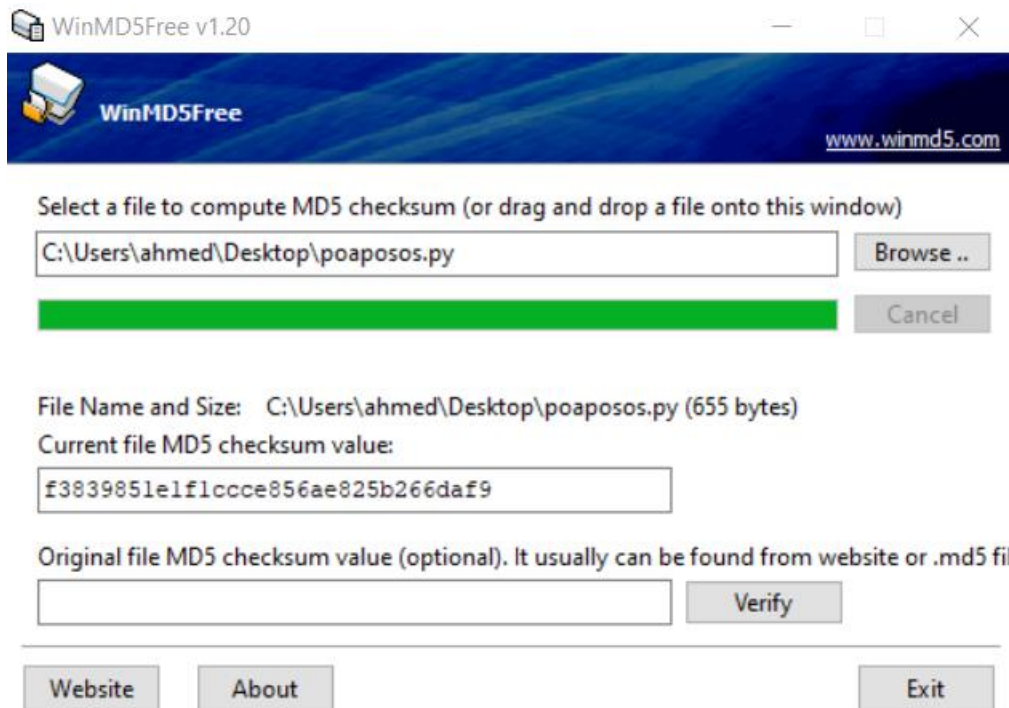 WinMD5Free v1.20
WinMD5Free
www.winmd5.com
Select a file to compute MD5 checksum (or drag and drop a file onto this window)
C:\Users\ahmed\Desktop\poaposos.py
Browse ..
Cancel
File Name and Size: C:\Users\ahmed\Desktop\poaposos.py (655 bytes)
Current file MD5 checksum value:
f3839851e1f1ccce856ae825b266daf9
Original file MD5 checksum value (optional). It usually can be found from website or .md5 fil
Verify
Website
About
Exit